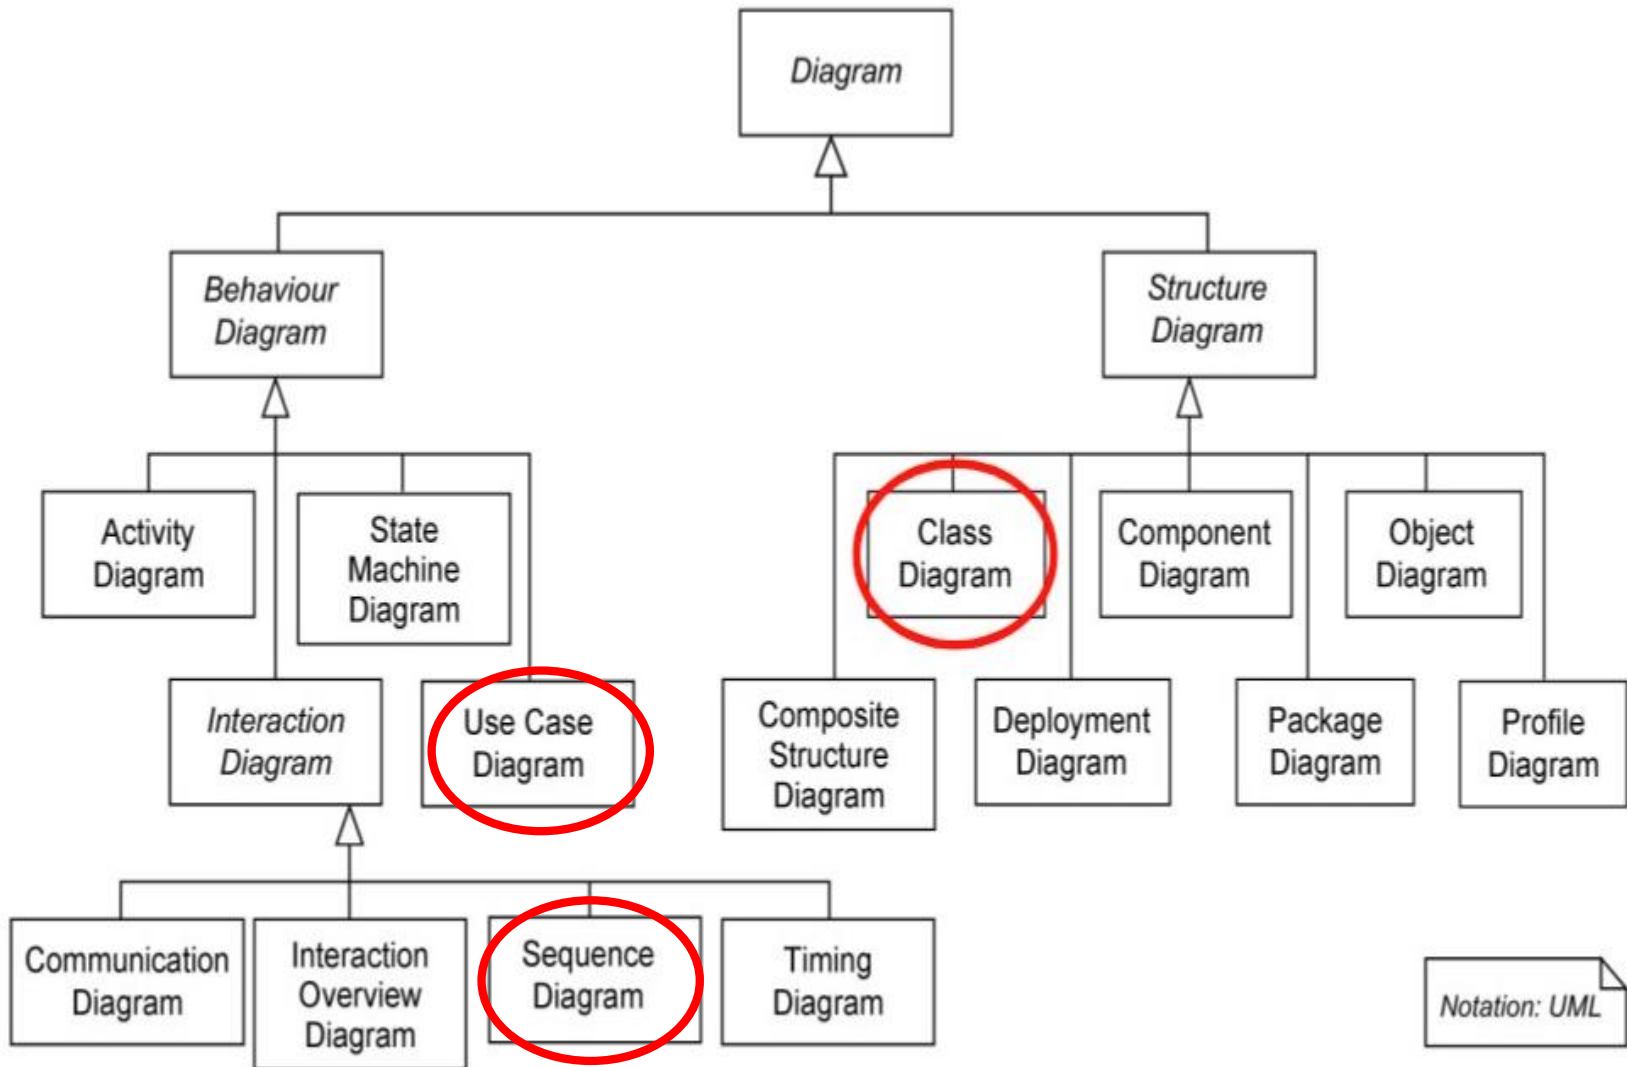 Diagram
Behaviour
Diagram
Structure
Diagram
Activity
Diagram
State
Machine
Diagram
Class
Diagram
Component
Diagram
Object
Diagram
Interaction
Diagram
Use Case
Diagram
Composite
Structure
Diagram
Deployment
Diagram
Package
Diagram
Profile
Diagram
Communication
Diagram
Interaction
Overview
Diagram
Sequence
Diagram
Timing
Diagram
Notation: UML